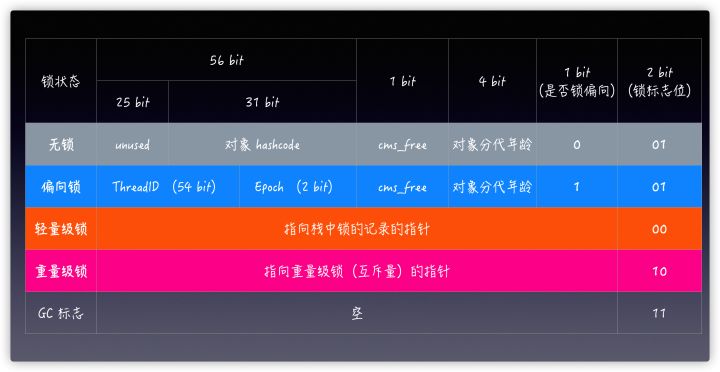 锁状态
56 bit
1 bit
4 bit
1 bit
(是否锁偏向)
2 bit
(锁标志位)
25 bit
31 bit
无锁
unused
对象 hashcode
cms_free
对象分代年龄
0
01
偏向锁
ThreadID （54 bit）
Epoch （2 bit）
cms_free
对象分代年龄
1
01
轻量级锁
指向栈中锁的记录的指针
00
重量级锁
指向重量级锁（互斥量）的指针
10
GC 标志
空
11